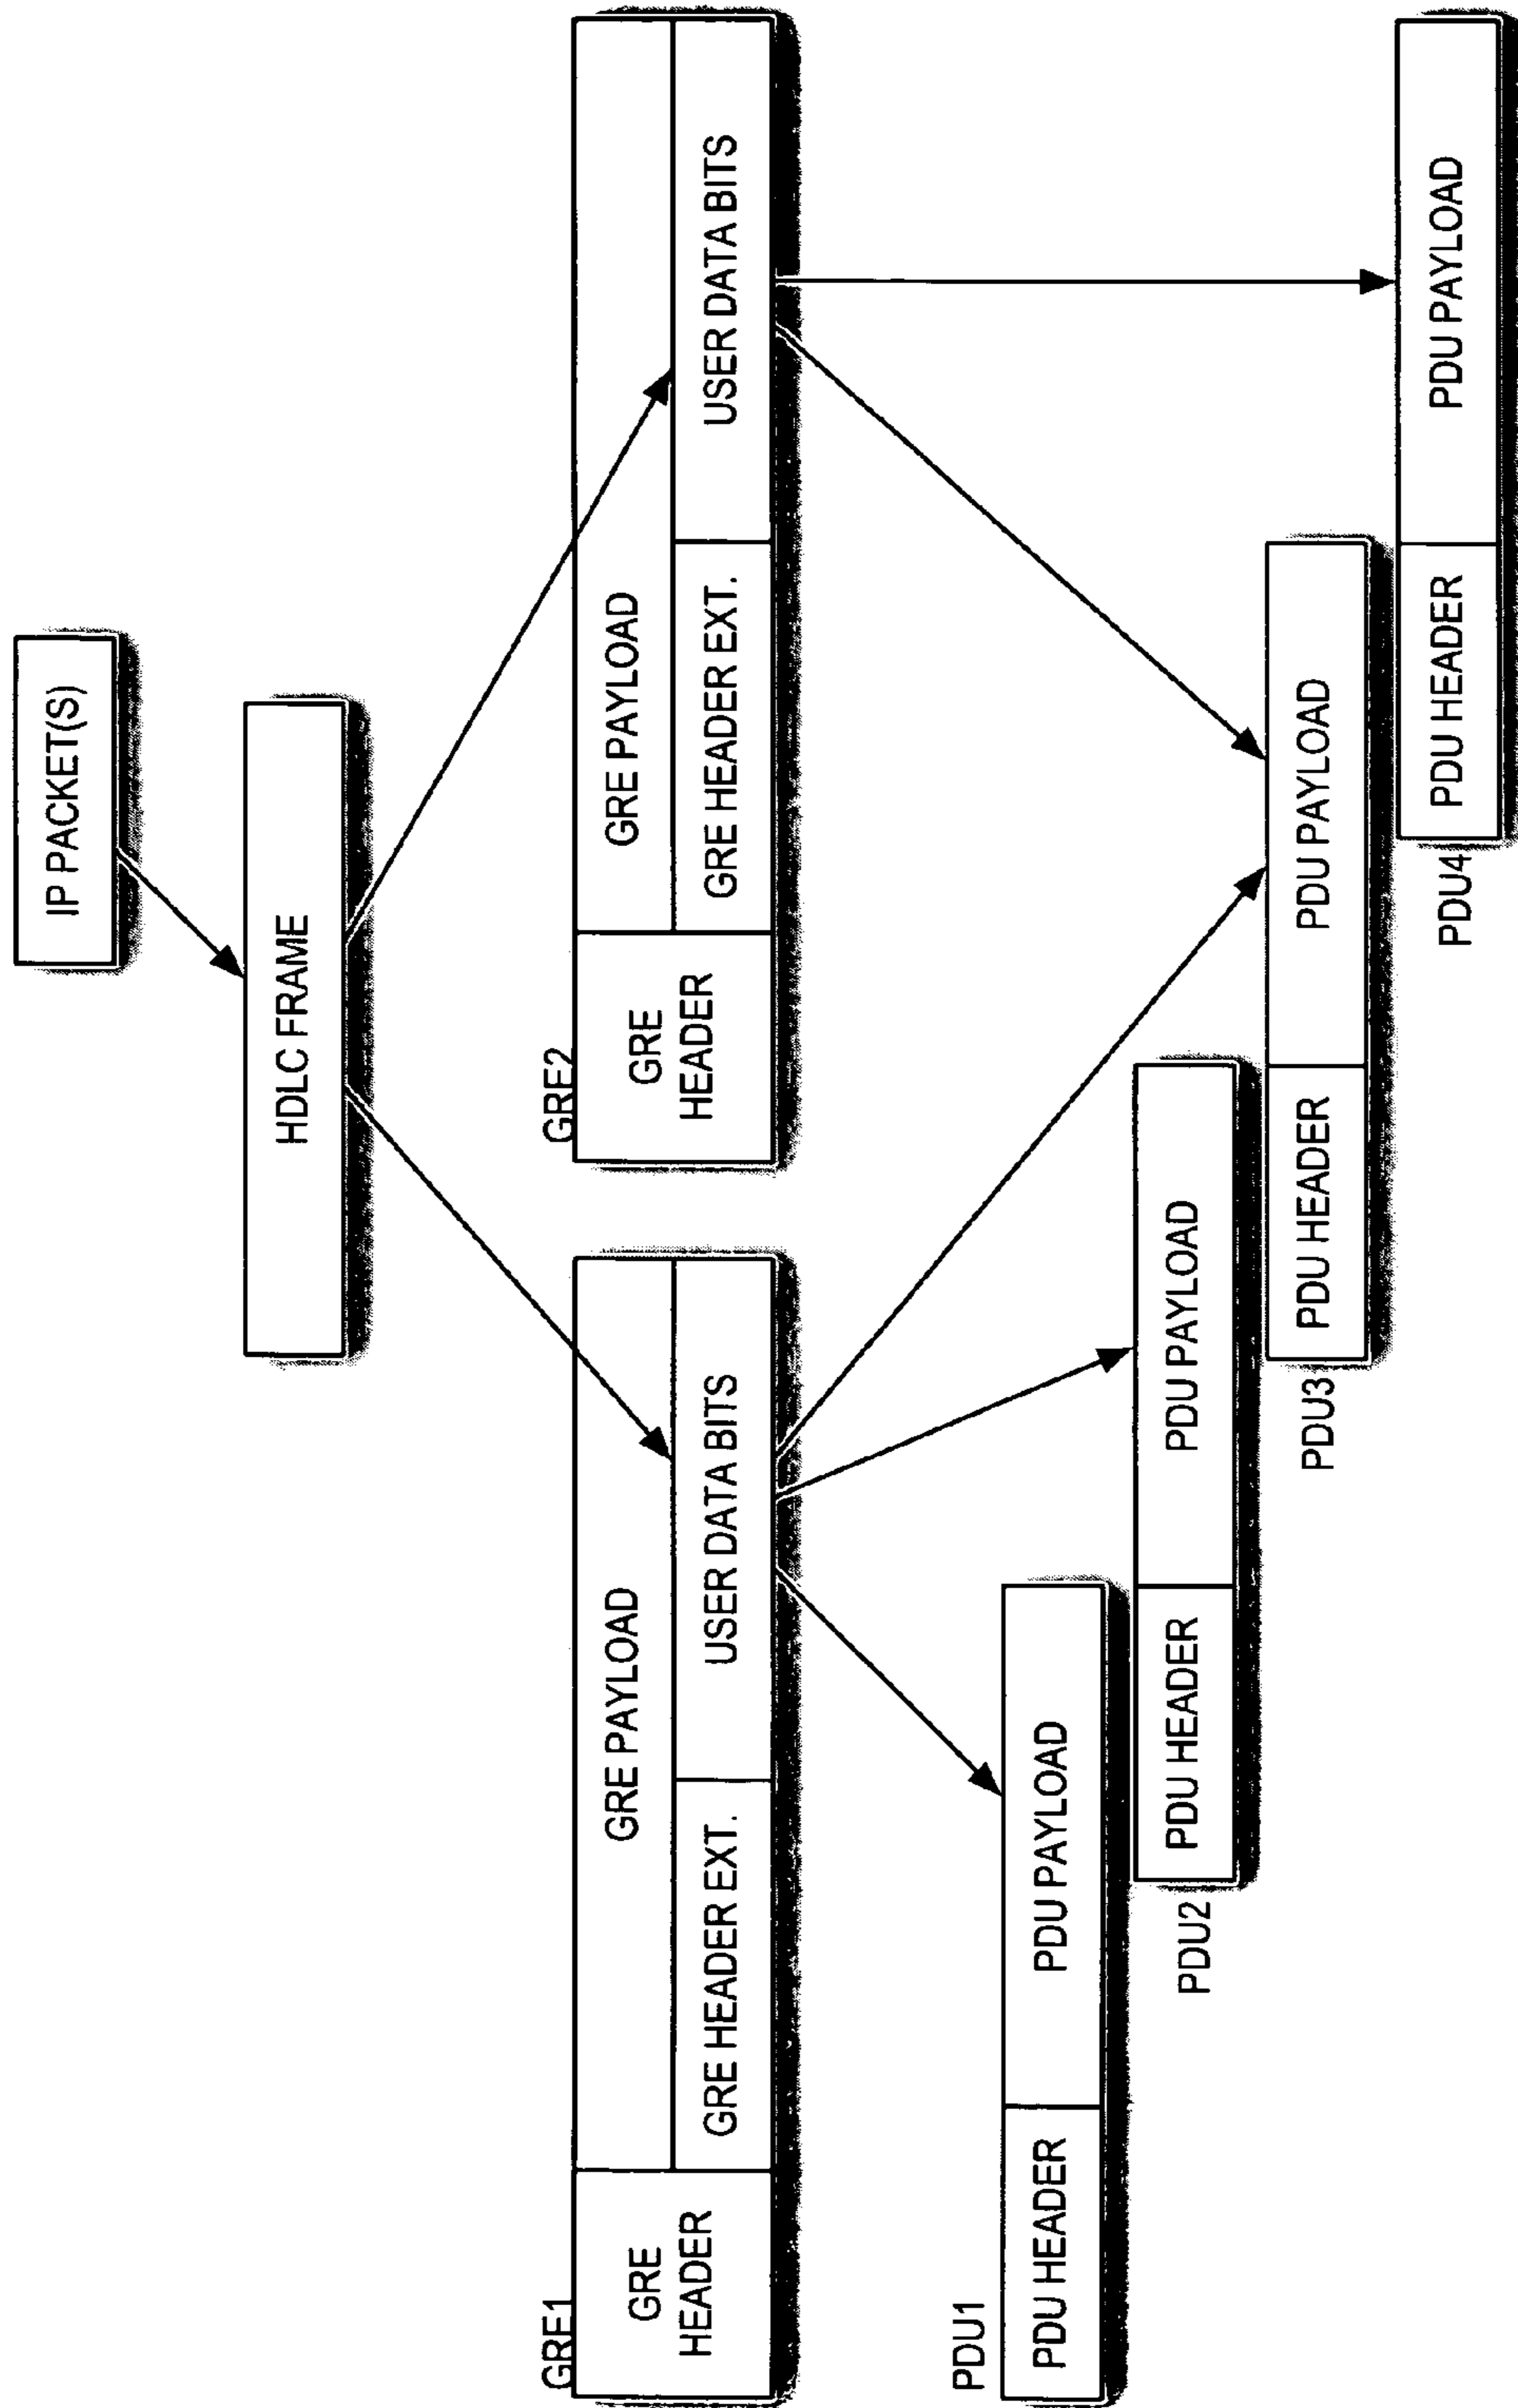 IP PACKET(S)
HDLC FRAME
GRE1
GRE
HEADER
GRE PAYLOAD
GRE HEADER EXT.
USER DATA BITS
GRE2
GRE
HEADER
GRE PAYLOAD
GRE HEADER EXT.
USER DATA BITS
PDU1
PDU HEADER
PDU PAYLOAD
PDU2
PDU HEADER
PDU PAYLOAD
PDU3
PDU HEADER
PDU PAYLOAD
PDU4
PDU HEADER
PDU PAYLOAD